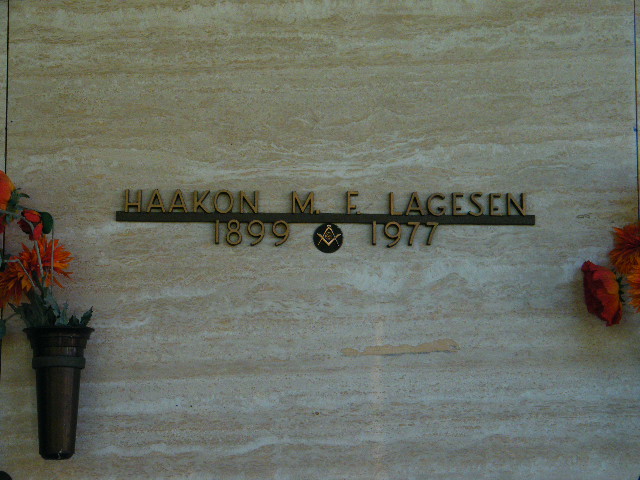 HAAKON M. F. LAGESEN
1899 1977